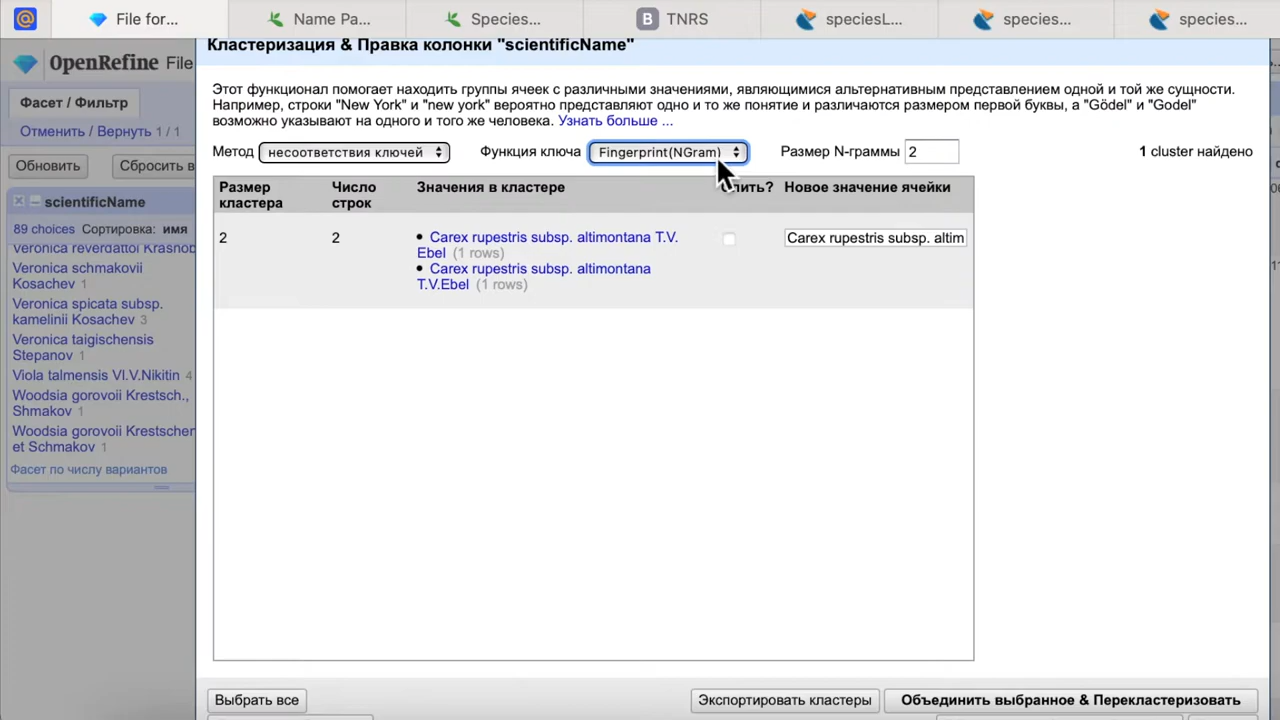 File for...
Name Pa...
Species...
B TNRS
speciesL...
species...
species...
Кластеризация & Правка колонки "scientificName"
OpenRefine File
Этот функционал помогает находить группы ячеек с различными значениями, являющимися альтернативным представлением одной и той же сущности.
Например, строки "New York" и "new york" вероятно представляют одно и то же понятие и различаются размером первой буквы, а "Gödel" и "Godel"
возможно указывают на одного и того же человека. Узнать больше ...
Фасет / Фильтр
Отменить / Вернуть 1 / 1
Обновить
Сбросить в
Метод несоответствия ключей
Функция ключа Fingerprint(NGram)
Размер N-граммы 2
1 cluster найдено
scientificName
89 choices Сортировка: имя
Veronica reverdattoi Krasnob
Veronica schmakovii
Kosachev 1
Veronica spicata subsp.
kamelinii Kosachev 3
Veronica taigischensis
Stepanov 1
Viola talmensis Vl.V.Nikitin 4
Woodsia gorovoii Krestsch.,
Shmakov 1
Woodsia gorovoii Krestscher
et Schmakov 1
Фасет по числу вариантов
Размер
кластера
Число
строк
Значения в кластере
Новое значение ячейки
2
2
• Carex rupestris subsp. altimontana T.V.
Ebel (1 rows)
• Carex rupestris subsp. altimontana
T.V.Ebel (1 rows)
Carex rupestris subsp. altim
Выбрать все
Экспортировать кластеры
Объединить выбранное & Перекластеризовать